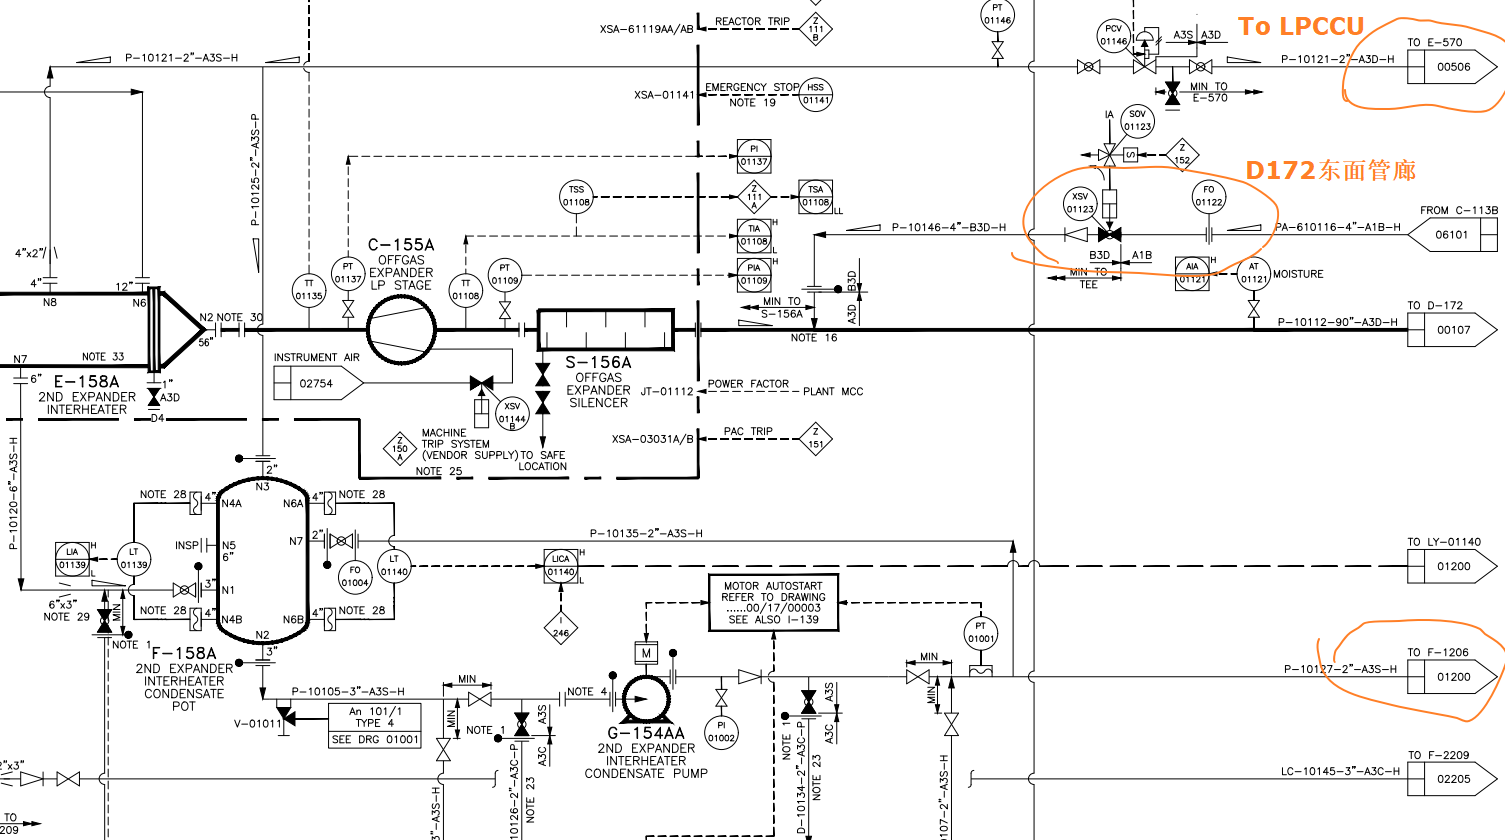 To LPCCU
D172东面管廊
XSA-61119AA/AB
REACTOR TRIP
Z
111
B
PT
01146
PCV
01146
A3S
A3D
TO E-570
00506
P-10121-2"-A3S-H
P-10121-2"-A3D-H
MIN TO
E-570
XSA-01141
EMERGENCY STOP
NOTE 19
HSS
01141
IA
SOV
01123
S
Z
152
P-10125-2"-A3S-P
PI
01137
TSS
01108
Z
111
A
TSA
01108
LL
XSV
01123
FO
01122
FROM C-113B
06101
P-10146-4"-B3D-H
PA-610116-4"-A1B-H
TIA
01108
H
L
PIA
01109
H
B3D
A1B
MIN TO
TEE
AIA
01121
H
AT
01121
MOISTURE
4"x2"
4"
N8
12"
N6
C-155A
OFFGAS
EXPANDER
LP STAGE
TT
01135
PT
01137
TT
01108
PT
01109
MIN TO
S-156A
B3D
A3D
NOTE 16
N2
56"
NOTE 30
TO D-172
00107
P-10112-90"-A3D-H
N7
6"
NOTE 33
E-158A
2ND EXPANDER
INTERHEATER
1"
A3D
D4
INSTRUMENT AIR
02754
S-156A
OFFGAS
EXPANDER
SILENCER
JT-01112
POWER FACTOR
PLANT MCC
XSV
01144
B
Z
150
A
MACHINE
TRIP SYSTEM
(VENDOR SUPPLY)
NOTE 25
TO SAFE
LOCATION
XSA-03031A/B
PAC TRIP
Z
151
P-10120-6"-A3S-H
2"
N3
NOTE 28
4"
N4A
N6A
4"
NOTE 28
INSP
N5
6"
N7
2"
P-10135-2"-A3S-H
LIA
01139
H
L
LT
01139
FO
01004
LT
01140
LICA
01140
H
L
TO LY-01140
01200
6"x3"
NOTE 29
MIN
NOTE 1
3"
N1
NOTE 28
4"
N4B
N6B
4"
NOTE 28
N2
3"
I
246
MOTOR AUTOSTART
REFER TO DRAWING
......00/17/00003
SEE ALSO I-139
PT
01001
F-158A
2ND EXPANDER
INTERHEATER
CONDENSATE
POT
M
MIN
MIN
TO F-1206
01200
P-10127-2"-A3S-H
P-10105-3"-A3S-H
MIN
MIN
NOTE 4
V-01011
An 101/1
TYPE 4
SEE DRG 01001
NOTE 1
A3S
A3C
G-154AA
2ND EXPANDER
INTERHEATER
CONDENSATE PUMP
PI
01002
NOTE 1
A3S
A3C
2"x3"
10126-2"-A3C-P
NOTE 23
D-10134-2"-A3C-P
NOTE 23
LC-10145-3"-A3C-H
TO F-2209
02205
TO
209
3"-A3S-H
0107-2"-A3S-H